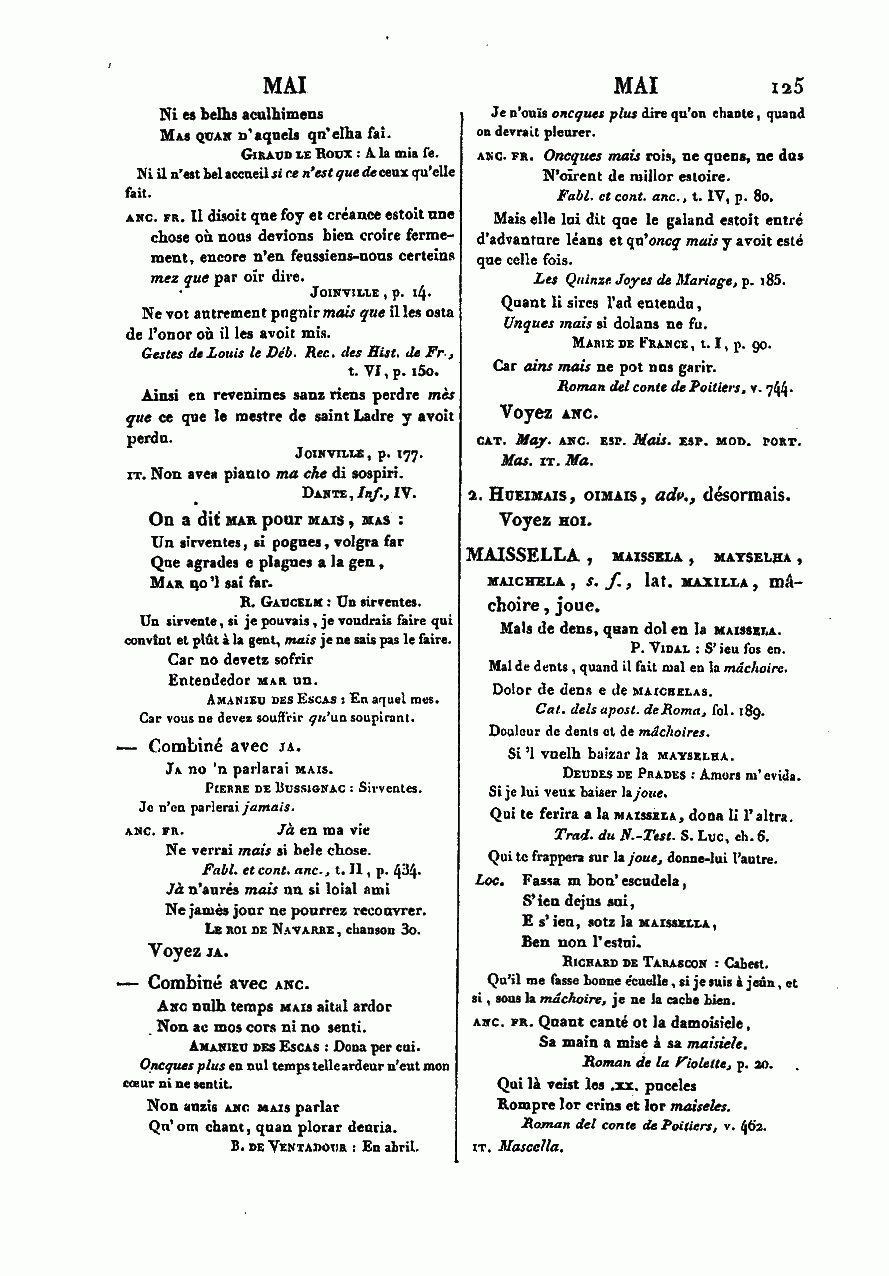 MAI
MAI 125
Ni es belhs aculhimens
Mas quan n'aquels qu'elha fai.
Giraud le Roux : A la mia fe.
Ni il n'est bel accueil si ce n'est que de ceux qu'elle
fait.
anc. fr. Il disoit que foy et créance estoit une
chose où nous devions bien croire ferme-
ment, encore n'en feussiens-nous certeins
mez que par oïr dire.
Joinville, p. 14.
Ne vot autrement pugnir mais que il les osta
de l'onor où il les avoit mis.
Gestes de Louis le Déb. Rec. des Hist. de Fr.,
t. VI, p. 150.
Ainsi en revenimes sanz riens perdre mès
que ce que le mestre de saint Ladre y avoit
perdu.
Joinville, p. 177.
it. Non avea pianto ma che di sospiri.
Dante, Inf., IV.
On a dit mar pour mais, mas :
Un sirventes, si pogues, volgra far
Que agrades e plagues a la gen,
Mar qo'l sai far.
R. Gaucelm : Un sirventes.
Un sirvente, si je pouvais, je voudrais faire qui
convînt et plût à la gent, mais je ne sais pas le faire.
Car no devetz sofrir
Entendedor mar un.
Amanieu des Escas : En aquel mes.
Car vous ne devez souffrir qu'un soupirant.
— Combiné avec ja.
Ja no 'n parlarai mais.
Pierre de Bussignac : Sirventes.
Je n'en parlerai jamais.
anc. fr. Jà en ma vie
Ne verrai mais si bele chose.
Fabl. et cont. anc., t. II, p. 434.
Jà n'aurés mais un si loial ami
Ne jamès jour ne pourrez recouvrer.
Le roi de Navarre, chanson 30.
Voyez ja.
— Combiné avec anc.
Anc nulh temps mais aital ardor
Non ac mos cors ni no senti.
Amanieu des Escas : Dona per cui.
Oncques plus en nul temps telle ardeur n'eut mon
cœur ni ne sentit.
Non auzis anc mais parlar
Qu'om chant, quan plorar deuria.
B. de Ventadour : En abril.
Je n'ouïs oncques plus dire qu'on chante, quand
on devrait pleurer.
anc. fr. Oncques mais rois, ne quens, ne dus
N'oïrent de millor estoire.
Fabl. et cont. anc., t. IV, p. 80.
Mais elle lui dit que le galand estoit entré
d'advanture léans et qu'oncq mais y avoit esté
que celle fois.
Les Quinze Joyes de Mariage, p. 185.
Quant li sires l'ad entendu,
Unques mais si dolans ne fu.
Marie de France, t. I, p. 90.
Car ains mais ne pot nus garir.
Roman del conte de Poitiers, v. 744.
Voyez anc.
cat. May. anc. esp. Mais. esp. mod. port.
Mas. it. Ma.
2. Hueimais, oimais, adv., désormais.
Voyez hoi.
MAISSELLA, maissela, mayselha,
maichela, s. f., lat. maxilla, mâ-
choire, joue.
Mals de dens, quan dol en la maissela.
P. Vidal : S'ieu fos en.
Mal de dents, quand il fait mal en la mâchoire.
Dolor de dens e de maichelas.
Cat. dels apost. de Roma, fol. 189.
Douleur de dents et de mâchoires.
Si'l vuelh baizar la mayselha.
Deudes de Prades : Amors m'evida.
Si je lui veux baiser la joue.
Qui te ferira a la maissela, dona li l'altra.
Trad. du N.-Test. S. Luc, ch. 6.
Qui te frappera sur la joue, donne-lui l'autre.
Loc. Fassa m bon' escudela,
S'ieu dejus sui,
E s'ieu, sotz la maissella,
Ben non l'estui.
Richard de Tarascon : Cabest.
Qu'il me fasse bonne écuelle, si je suis à jeûn, et
si, sous la mâchoire, je ne la cache bien.
anc. fr. Quant canté ot la damoisiele,
Sa main a mise à sa maisiele.
Roman de la Violette, p. 20.
Qui là veist les .xx. puceles
Rompre lor crins et lor maiseles.
Roman del conte de Poitiers, v. 462.
it. Mascella.